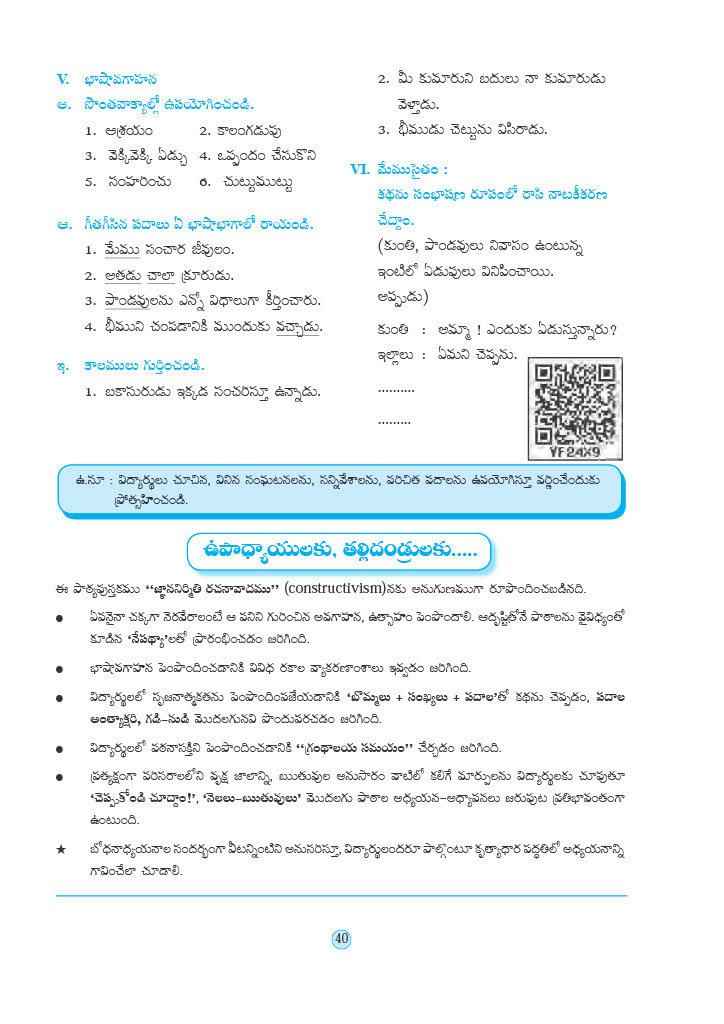 V. భాషావగాహన
అ. సొంతవాక్యాల్లో ఉపయోగించండి.
1. ఆశ్రయం 2. కాలంగడుపు
3. వెక్కివెక్కి ఏడ్చు 4. ఒప్పందం చేసుకొని
5. సంహరించు 6. చుట్టుముట్టు
ఆ. గీతగీసిన పదాలు ఏ భాషాభాగాలో రాయండి.
1. మేము సంచార జీవులం.
2. అతడు చాలా క్రూరుడు.
3. పాండవులను ఎన్నో విధాలుగా కీర్తించారు.
4. భీముని చంపడానికి ముందుకు వచ్చాడు.
ఇ. కాలములు గుర్తించండి.
1. బకాసురుడు ఇక్కడ సంచరిస్తూ ఉన్నాడు.
2. మీ కుమారుని బదులు నా కుమారుడు
వెళ్తాడు.
3. భీముడు చెట్టును విసిరాడు.
VI. మేముసైతం :
కథను సంభాషణ రూపంలో రాసి నాటకీకరణ
చేద్దాం.
(కుంతి, పాండవులు నివాసం ఉంటున్న
ఇంటిలో ఏడుపులు వినిపించాయి.
అప్పుడు)
కుంతి : అమ్మా ! ఎందుకు ఏడుస్తున్నారు?
ఇల్లాలు : ఏమని చెప్పను.
..........
.........
YF24X9
ఉ.సూ : విద్యార్థులు చూచిన, వినిన సంఘటనలను, సన్నివేశాలను, పరిచిత పదాలను ఉపయోగిస్తూ వర్ణించేందుకు
ప్రోత్సహించండి.
ఉపాధ్యాయులకు, తల్లిదండ్రులకు.....
ఈ పాఠ్యపుస్తకము ‘‘జ్ఞాననిర్మితి రచనావాదము’’ (constructivism)నకు అనుగుణముగా రూపొందించబడినది.
● ఏపనైనా చక్కగా నెరవేరాలంటే ఆ పనిని గురించిన అవగాహన, ఉత్సాహం పెంపొందాలి. ఆదృష్టితోనే పాఠాలను వైవిధ్యంతో
కూడిన ‘నేపథ్యా’లతో ప్రారంభించడం జరిగింది.
● భాషావగాహన పెంపొందించడానికి వివిధ రకాల వ్యాకరణాంశాలు ఇవ్వడం జరిగింది.
● విద్యార్థులలో సృజనాత్మకతను పెంపొందింపజేయడానికి ‘బొమ్మలు + సంఖ్యలు + పదాల’తో కథను చెప్పడం, పదాల
అంత్యాక్షరి, గడి-నుడి మొదలగునవి పొందుపరచడం జరిగింది.
● విద్యార్థులలో పఠనాసక్తిని పెంపొందించడానికి ‘‘గ్రంథాలయ సమయం’’ చేర్చడం జరిగింది.
● ప్రత్యక్షంగా పరిసరాలలోని వృక్ష జాలాన్ని, ఋతువుల అనుసారం వాటిలో కలిగే మార్పులను విద్యార్థులకు చూపుతూ
‘చెప్పుకోండి చూద్దాం!’, ‘నెలలు-ఋతువులు’ మొదలగు పాఠాల అధ్యయన-అధ్యాపనలు జరుపుట ప్రతిభావంతంగా
ఉంటుంది.
★ బోధనాధ్యయనాల సందర్భంగా వీటన్నింటిని అనుసరిస్తూ, విద్యార్థులందరూ పాల్గొంటూ కృత్యాధార పద్ధతిలో అధ్యయనాన్ని
గావించేలా చూడాలి.
40